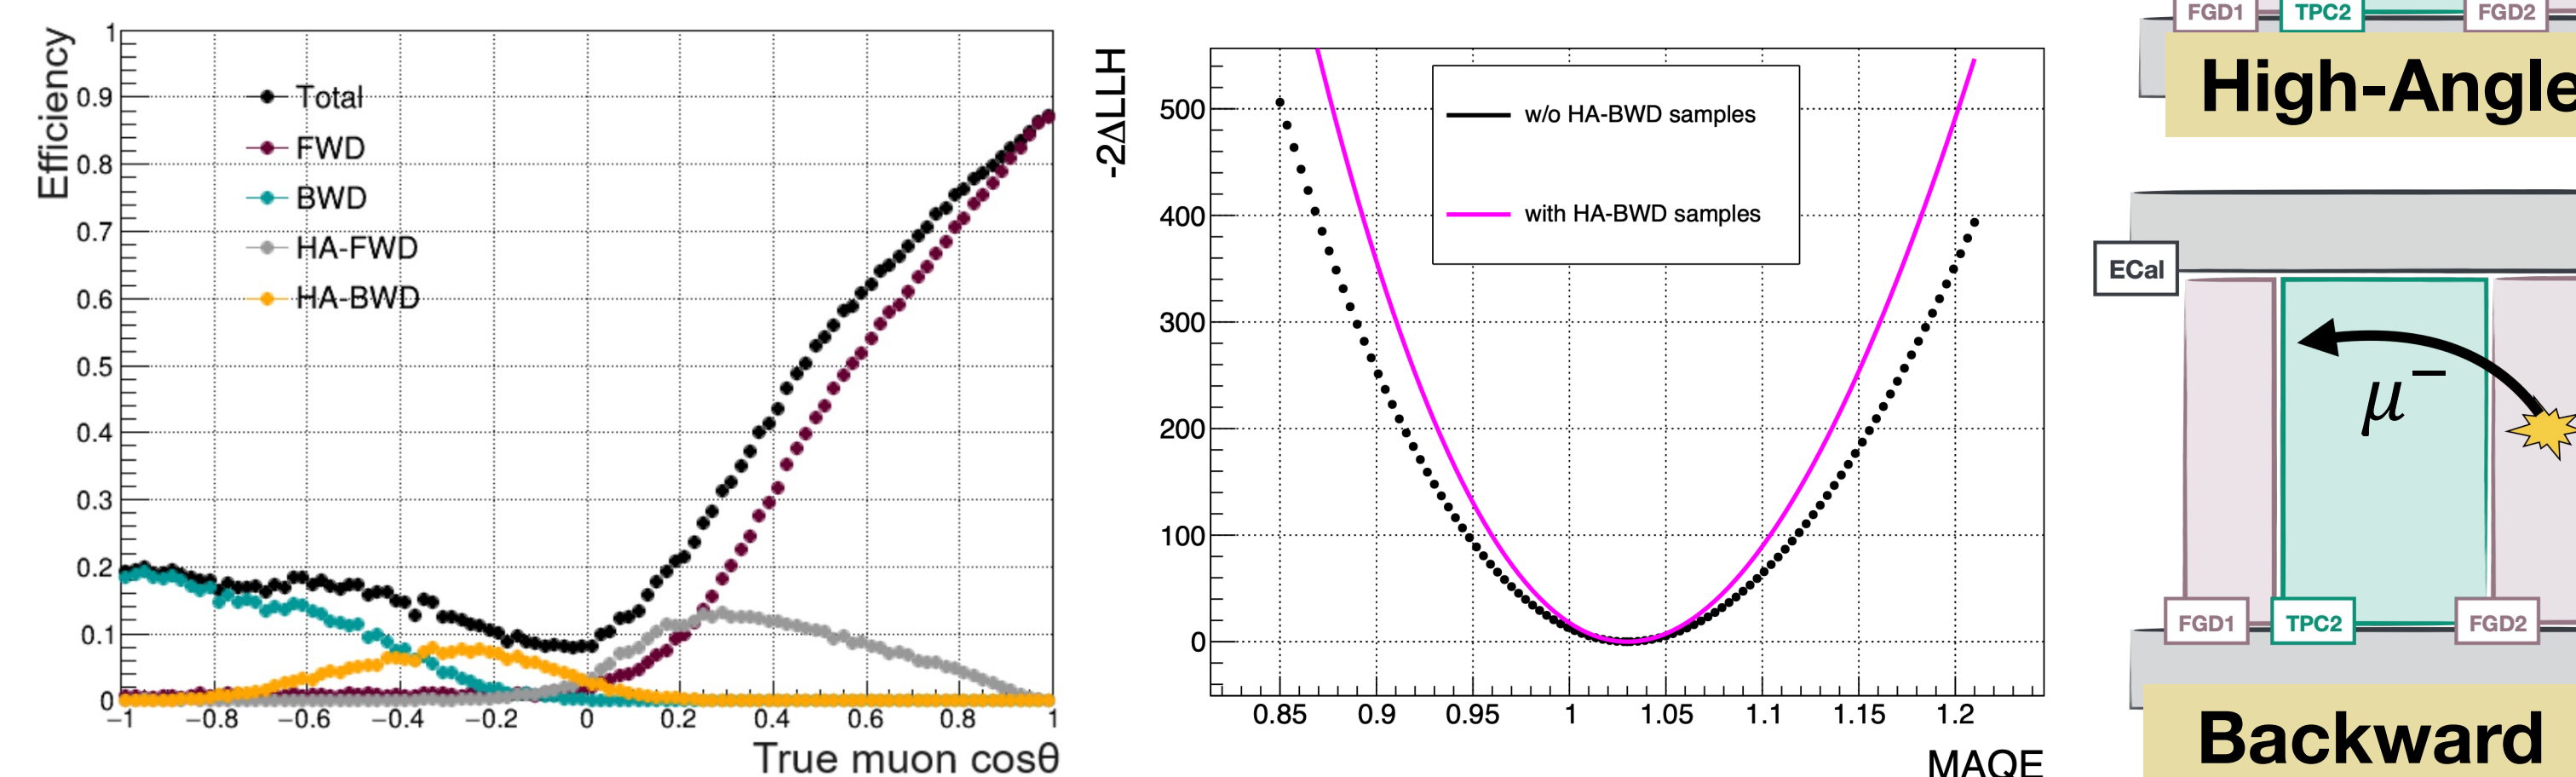 Efficiency
1
0.9
0.8
0.7
0.6
0.5
0.4
0.3
0.2
0.1
0
Total
FWD
BWD
HA-FWD
HA-BWD
−1 −0.8 −0.6 −0.4 −0.2 0 0.2 0.4 0.6 0.8 1
True muon cosθ
-2ΔLLH
500
400
300
200
100
0
w/o HA-BWD samples
with HA-BWD samples
0.85 0.9 0.95 1 1.05 1.1 1.15 1.2
MAQE
FGD1 TPC2 FGD2
High-Angle
ECal
μ−
FGD1 TPC2 FGD2
Backward